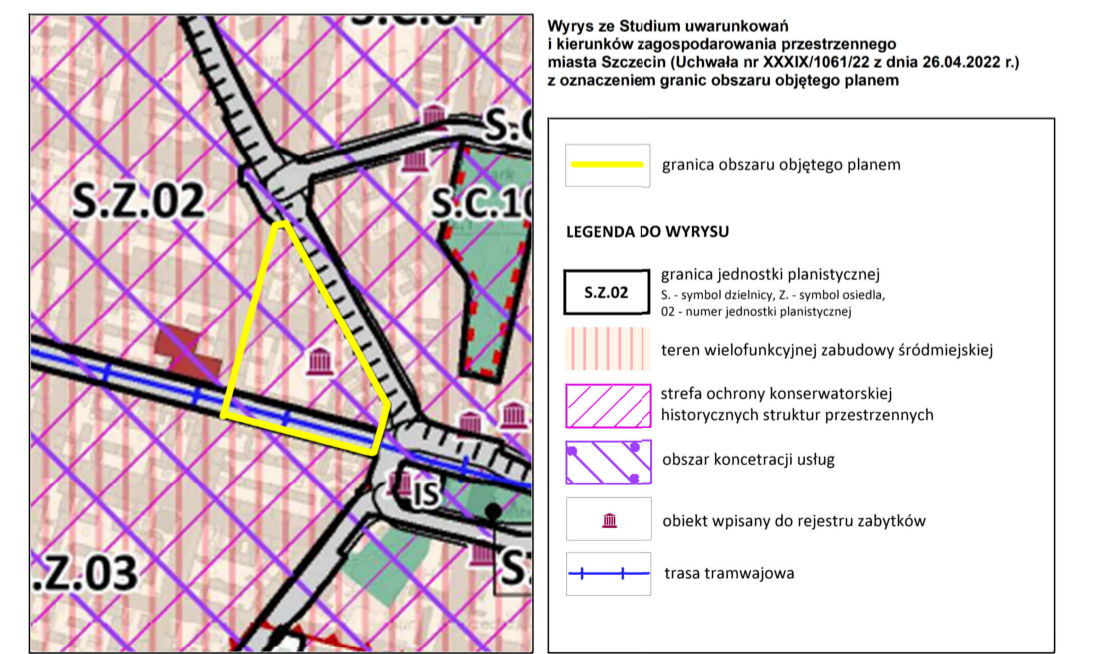 S.C.04
S.Z.02
S.C.10
IS
.Z.03
S.
Wyrys ze Studium uwarunkowań
i kierunków zagospodarowania przestrzennego
miasta Szczecin (Uchwała nr XXXIX/1061/22 z dnia 26.04.2022 r.)
z oznaczeniem granic obszaru objętego planem
granica obszaru objętego planem
LEGENDA DO WYRYSU
S.Z.02
granica jednostki planistycznej
S. - symbol dzielnicy, Z. - symbol osiedla,
02 - numer jednostki planistycznej
teren wielofunkcyjnej zabudowy śródmiejskiej
strefa ochrony konserwatorskiej
historycznych struktur przestrzennych
obszar koncetracji usług
obiekt wpisany do rejestru zabytków
trasa tramwajowa